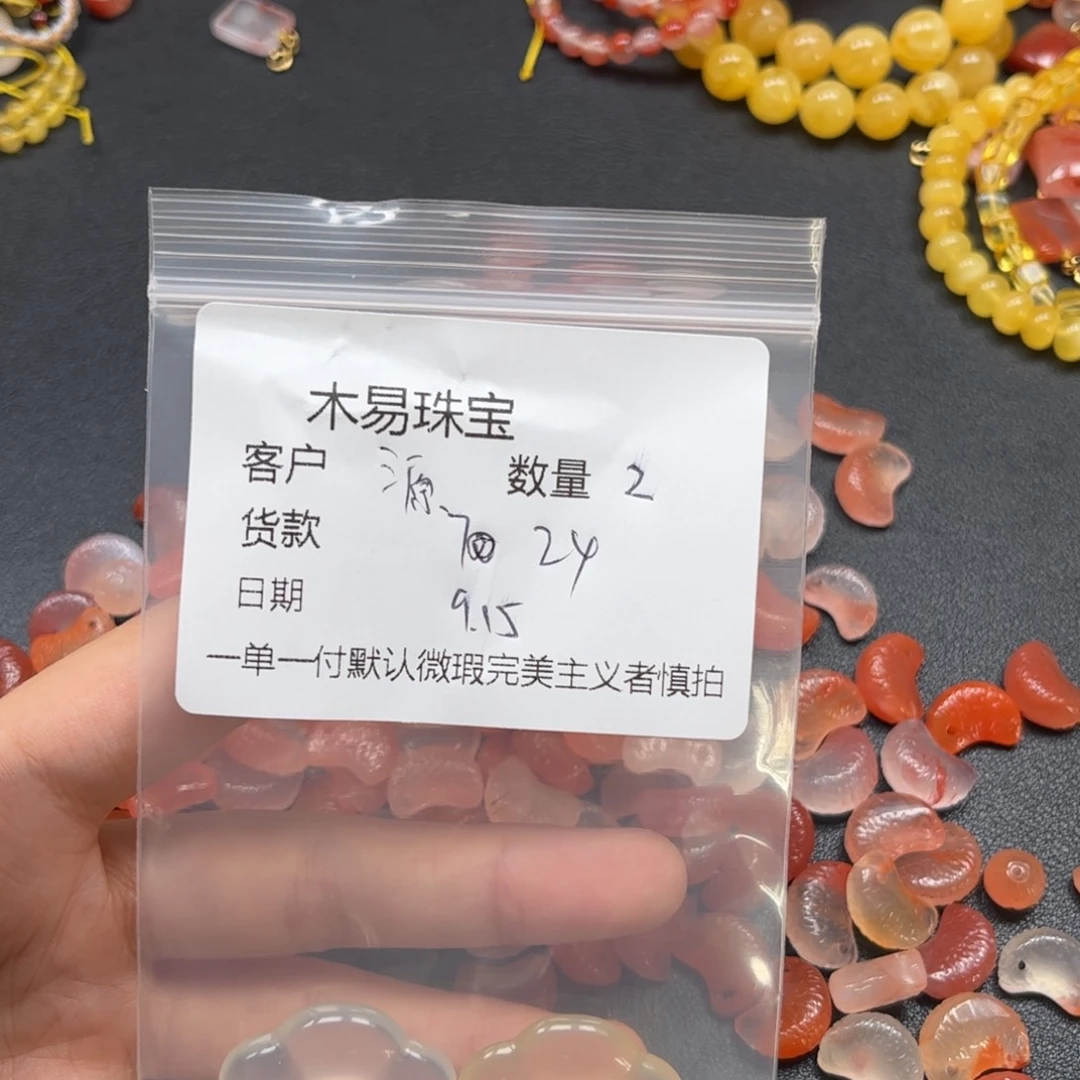 木易珠宝
客户 源 数量 2
货款 24
日期 9.15
一单一付默认微瑕完美主义者慎拍